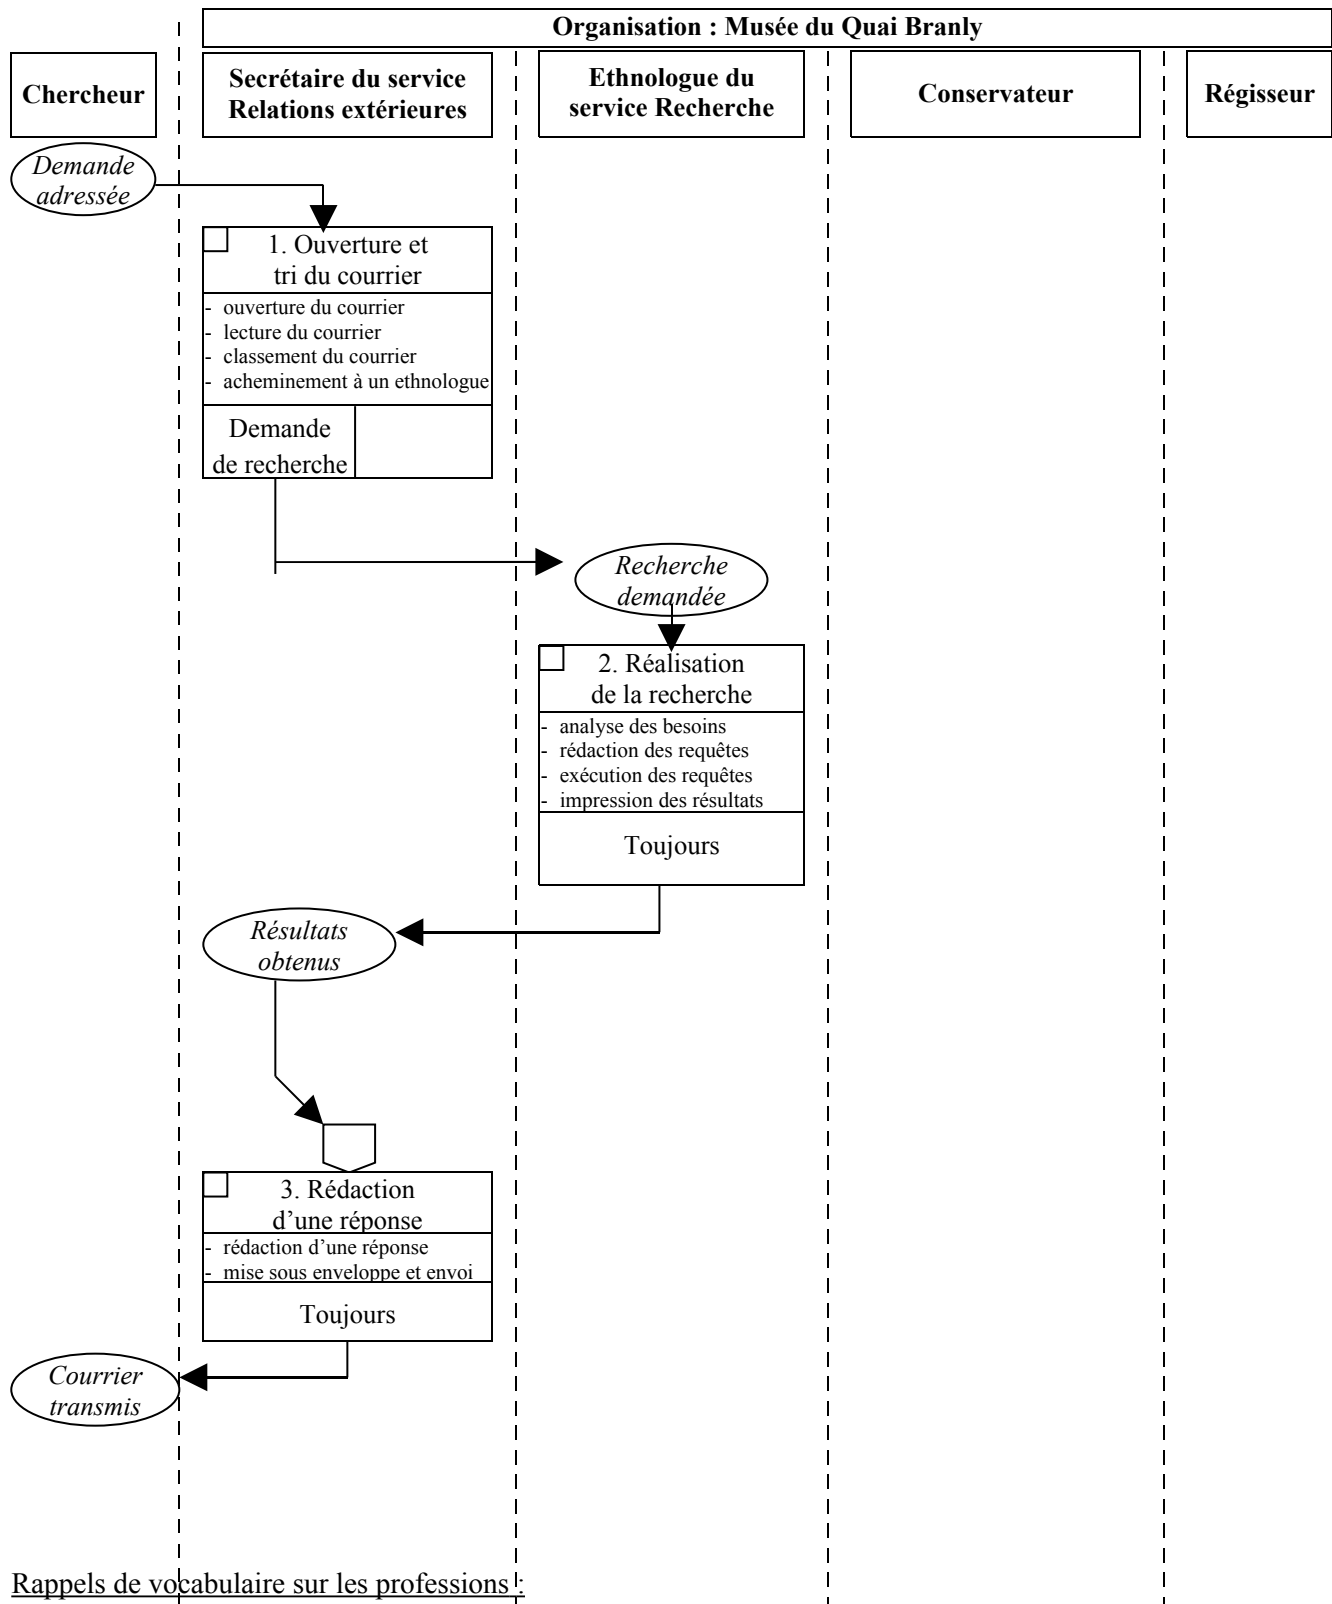 Organisation : Musée du Quai Branly
Chercheur
Secrétaire du service
Relations extérieures
Ethnologue du
service Recherche
Conservateur
Régisseur
Demande
adressée
1. Ouverture et
tri du courrier
- ouverture du courrier
- lecture du courrier
- classement du courrier
- acheminement à un ethnologue
Demande
de recherche
Recherche
demandée
2. Réalisation
de la recherche
- analyse des besoins
- rédaction des requêtes
- exécution des requêtes
- impression des résultats
Toujours
Résultats
obtenus
3. Rédaction
d’une réponse
- rédaction d’une réponse
- mise sous enveloppe et envoi
Toujours
Courrier
transmis
Rappels de vocabulaire sur les professions :